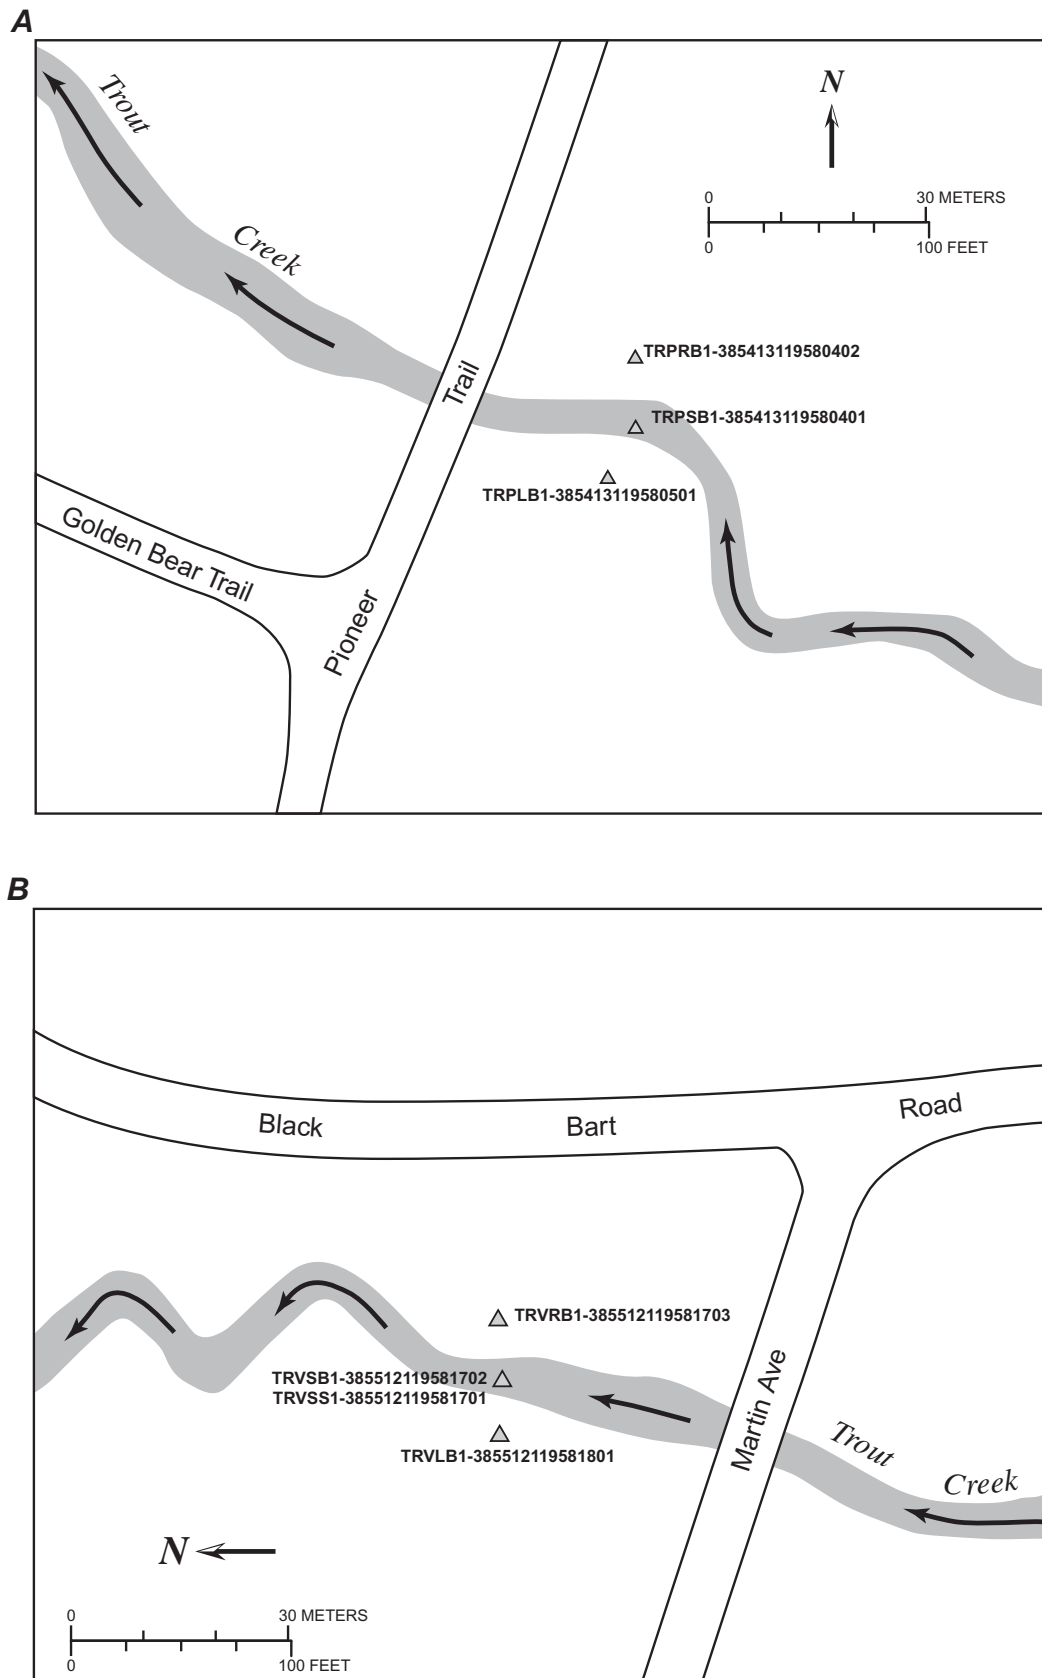 A
Trout
N
0 30 METERS
0 100 FEET
Creek
TRPRB1-385413119580402
Trail
TRPSB1-385413119580401
TRPLB1-385413119580501
Golden Bear Trail
Pioneer
B
Black Bart Road
TRVRB1-385512119581703
TRVSB1-385512119581702
TRVSS1-385512119581701
Martin Ave
TRVLB1-385512119581801
Trout
Creek
N
0 30 METERS
0 100 FEET